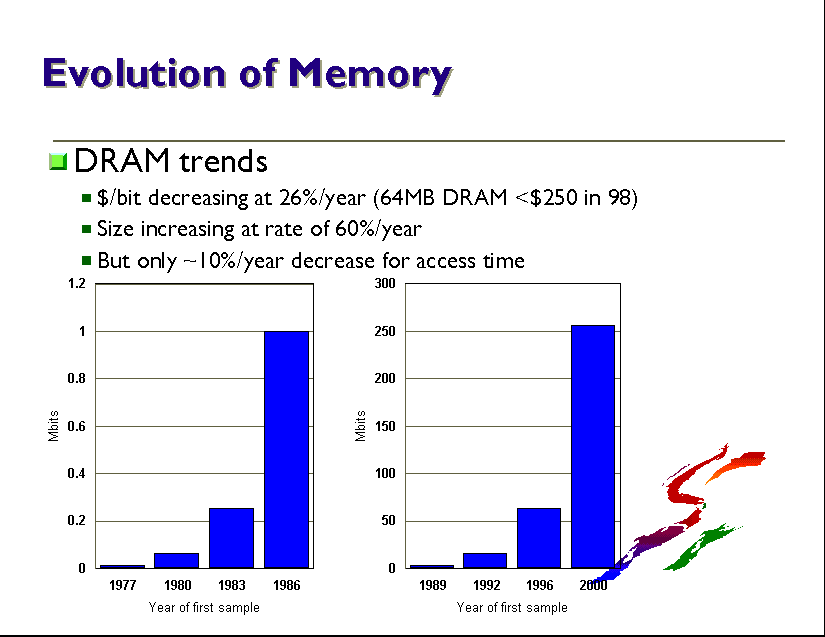 Evolution of Memory
DRAM trends
$/bit decreasing at 26%/year (64MB DRAM <$250 in 98)
Size increasing at rate of 60%/year
But only ~10%/year decrease for access time
1.2
1
0.8
0.6
0.4
0.2
0
Mbits
1977 1980 1983 1986
Year of first sample
300
250
200
150
100
50
0
Mbits
1989 1992 1996 2000
Year of first sample